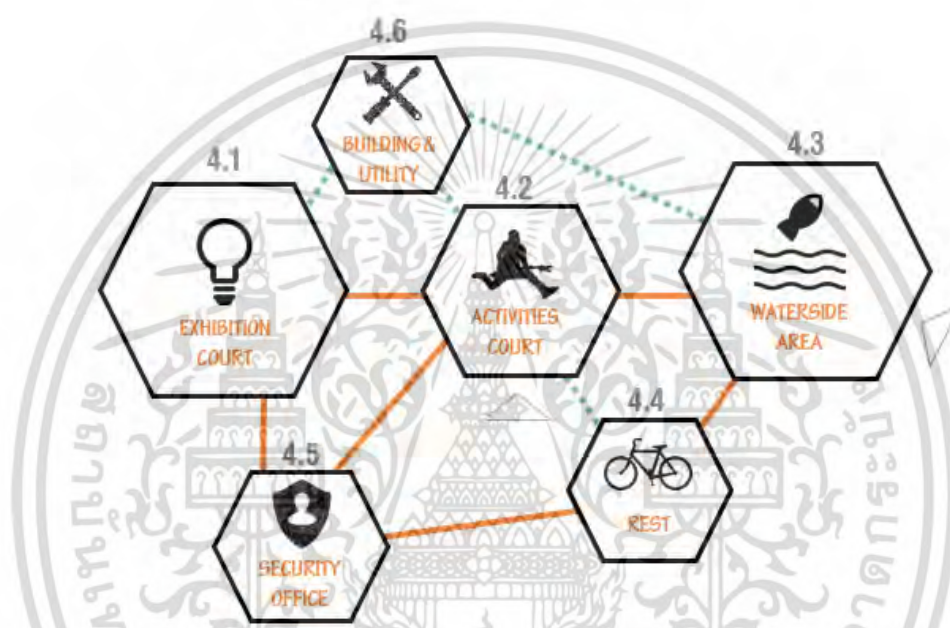 4.6
BUILDING &
UTILITY
4.1
EXHIBITION
COURT
4.2
ACTIVITIES
COURT
4.3
WATERSIDE
AREA
4.4
REST
4.5
SECURITY
OFFICE